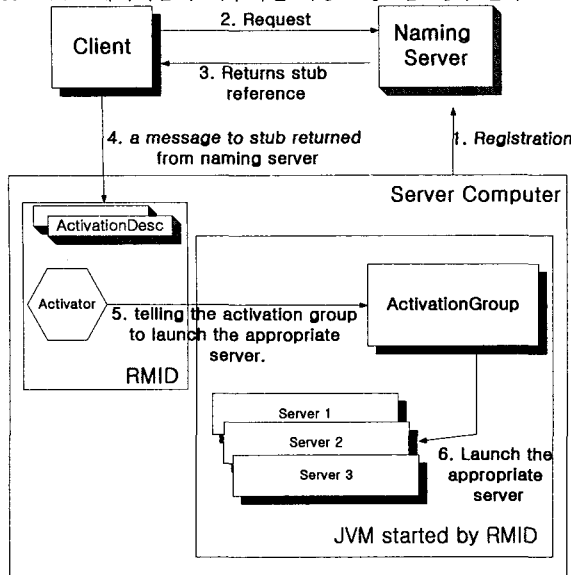 2. Request
Client
Naming
Server
3. Returns stub
reference
4. a message to stub returned
from naming server
1. Registration
Server Computer
ActivationDesc
Activator
ActivationGroup
5. telling the activation group
to launch the appropriate
server.
RMID
Server 1
Server 2
Server 3
6. Launch the
appropriate
server
JVM started by RMID